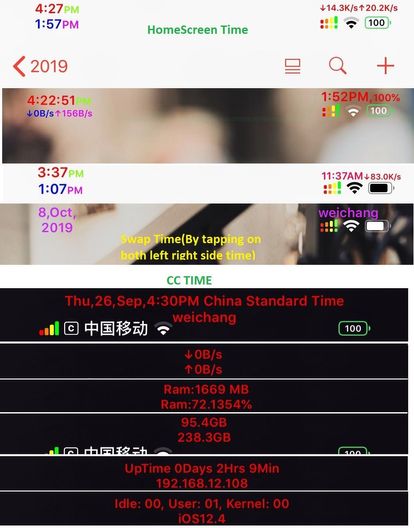 4:27PM
1:57PM
↓14.3K/s↑20.2K/s
100
HomeScreen Time
2019
4:22:51PM
↓0B/s↑156B/s
1:52PM,100%
100
3:37PM
1:07PM
11:37AM↓83.0K/s
8,Oct,
2019
weichang
Swap Time(By tapping on
both left right side time)
CC TIME
Thu,26,Sep,4:30PM China Standard Time
weichang
C 中国移动
100
↓0B/s
↑0B/s
Ram:1669 MB
Ram:72.1354%
95.4GB
238.3GB
UpTime 0Days 2Hrs 9Min
192.168.12.108
Idle: 00, User: 01, Kernel: 00
iOS12.4